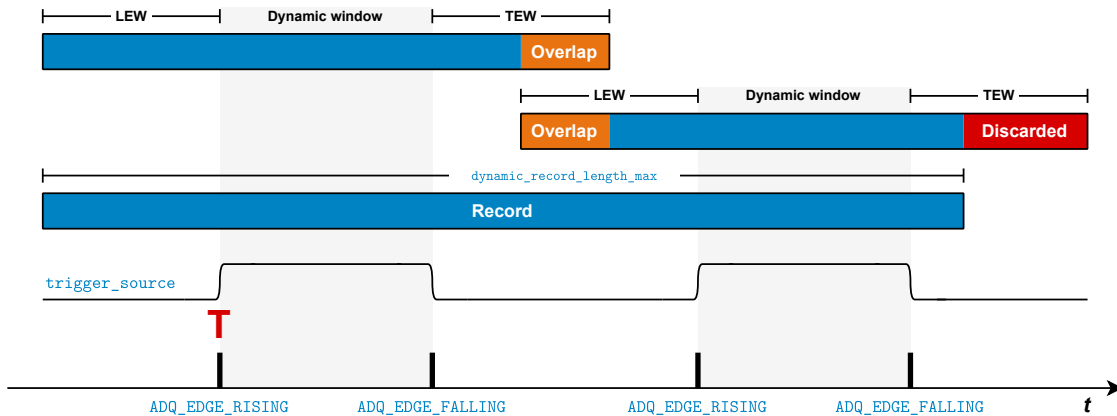 LEW Dynamic window TEW
Overlap
LEW Dynamic window TEW
Overlap Discarded
dynamic_record_length_max
Record
trigger_source
T
ADQ_EDGE_RISING ADQ_EDGE_FALLING ADQ_EDGE_RISING ADQ_EDGE_FALLING t